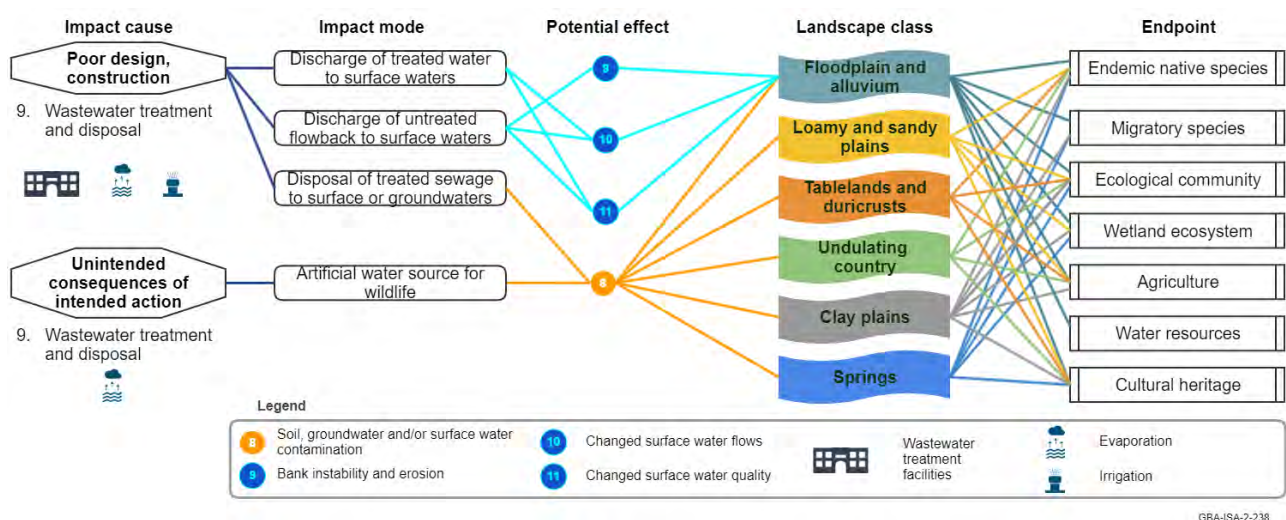 Impact cause
Impact mode
Potential effect
Landscape class
Endpoint
Poor design,
construction
9. Wastewater treatment
and disposal
Unintended
consequences of
intended action
9. Wastewater treatment
and disposal
Discharge of treated water
to surface waters
Discharge of untreated
flowback to surface waters
Disposal of treated sewage
to surface or groundwaters
Artificial water source for
wildlife
9
10
11
8
Floodplain and
alluvium
Loamy and sandy
plains
Tablelands and
duricrusts
Undulating
country
Clay plains
Springs
Endemic native species
Migratory species
Ecological community
Wetland ecosystem
Agriculture
Water resources
Cultural heritage
Legend
8 Soil, groundwater and/or surface water
contamination
9 Bank instability and erosion
10 Changed surface water flows
11 Changed surface water quality
Wastewater
treatment
facilities
Evaporation
Irrigation
GBA-ISA-2-238